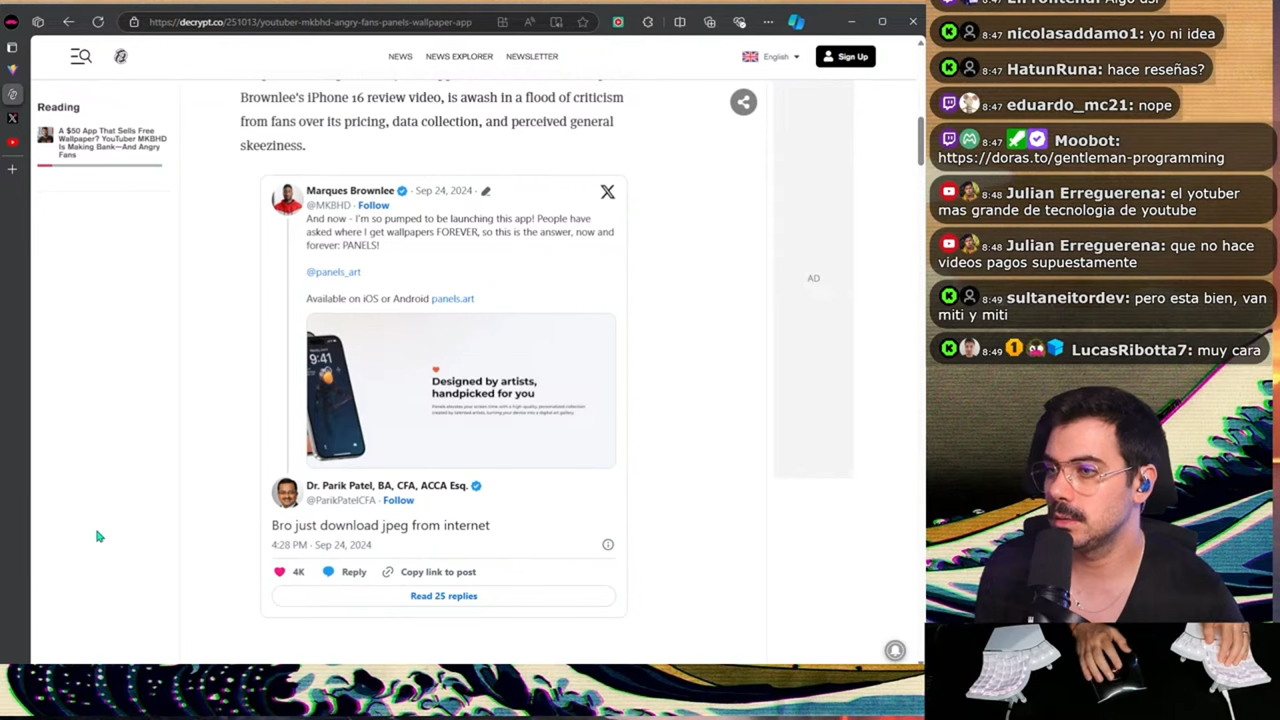 https://decrypt.co/251013/youtuber-mkbhd-angry-fans-panels-wallpaper-app
NEWS NEWS EXPLORER NEWSLETTER
English
Sign Up
Reading
A $50 App That Sells Free
Wallpaper? YouTuber MKBHD
Is Making Bank—And Angry
Fans
Brownlee's iPhone 16 review video, is awash in a flood of criticism
from fans over its pricing, data collection, and perceived general
skeeziness.
Marques Brownlee · Sep 24, 2024 ·
@MKBHD · Follow
And now - I'm so pumped to be launching this app! People have
asked where I get wallpapers FOREVER, so this is the answer, now and
forever: PANELS!
@panels_art
Available on iOS or Android panels.art
9:41
Designed by artists,
handpicked for you
Dr. Parik Patel, BA, CFA, ACCA Esq.
@ParikPatelCFA · Follow
Bro just download jpeg from internet
4:28 PM · Sep 24, 2024
4K Reply Copy link to post
Read 25 replies
AD
8:47 nicolasaddamo1: yo ni idea
8:47 HatunRuna: hace reseñas?
8:47 eduardo_mc21: nope
8:47 Moobot:
https://doras.to/gentleman-programming
8:48 Julian Erreguerena: el yotuber
mas grande de tecnologia de youtube
8:48 Julian Erreguerena: que no hace
videos pagos supuestamente
8:49 sultaneitordev: pero esta bien, van
miti y miti
8:49 LucasRibotta7: muy cara